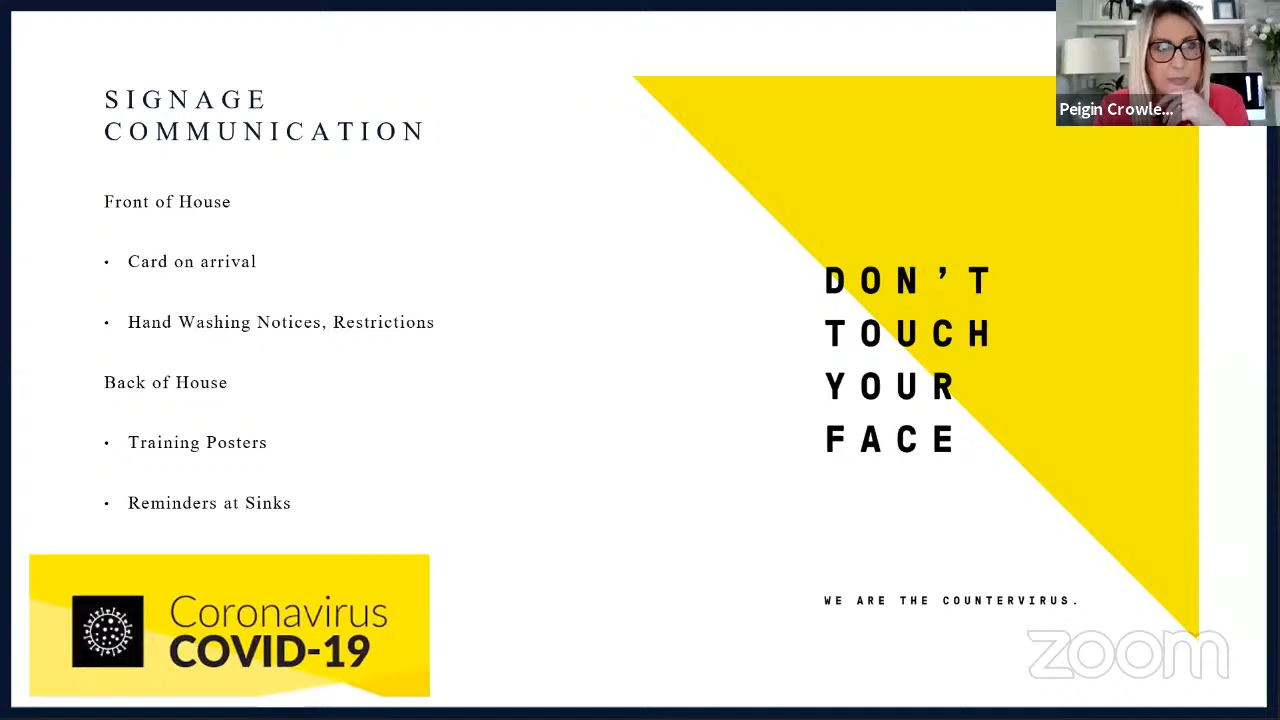 SIGNAGE
COMMUNICATION
Front of House
• Card on arrival
• Hand Washing Notices, Restrictions
Back of House
• Training Posters
• Reminders at Sinks
Coronavirus
COVID-19
DON'T
TOUCH
YOUR
FACE
WE ARE THE COUNTERVIRUS.
Peigin Crowle...
zoom